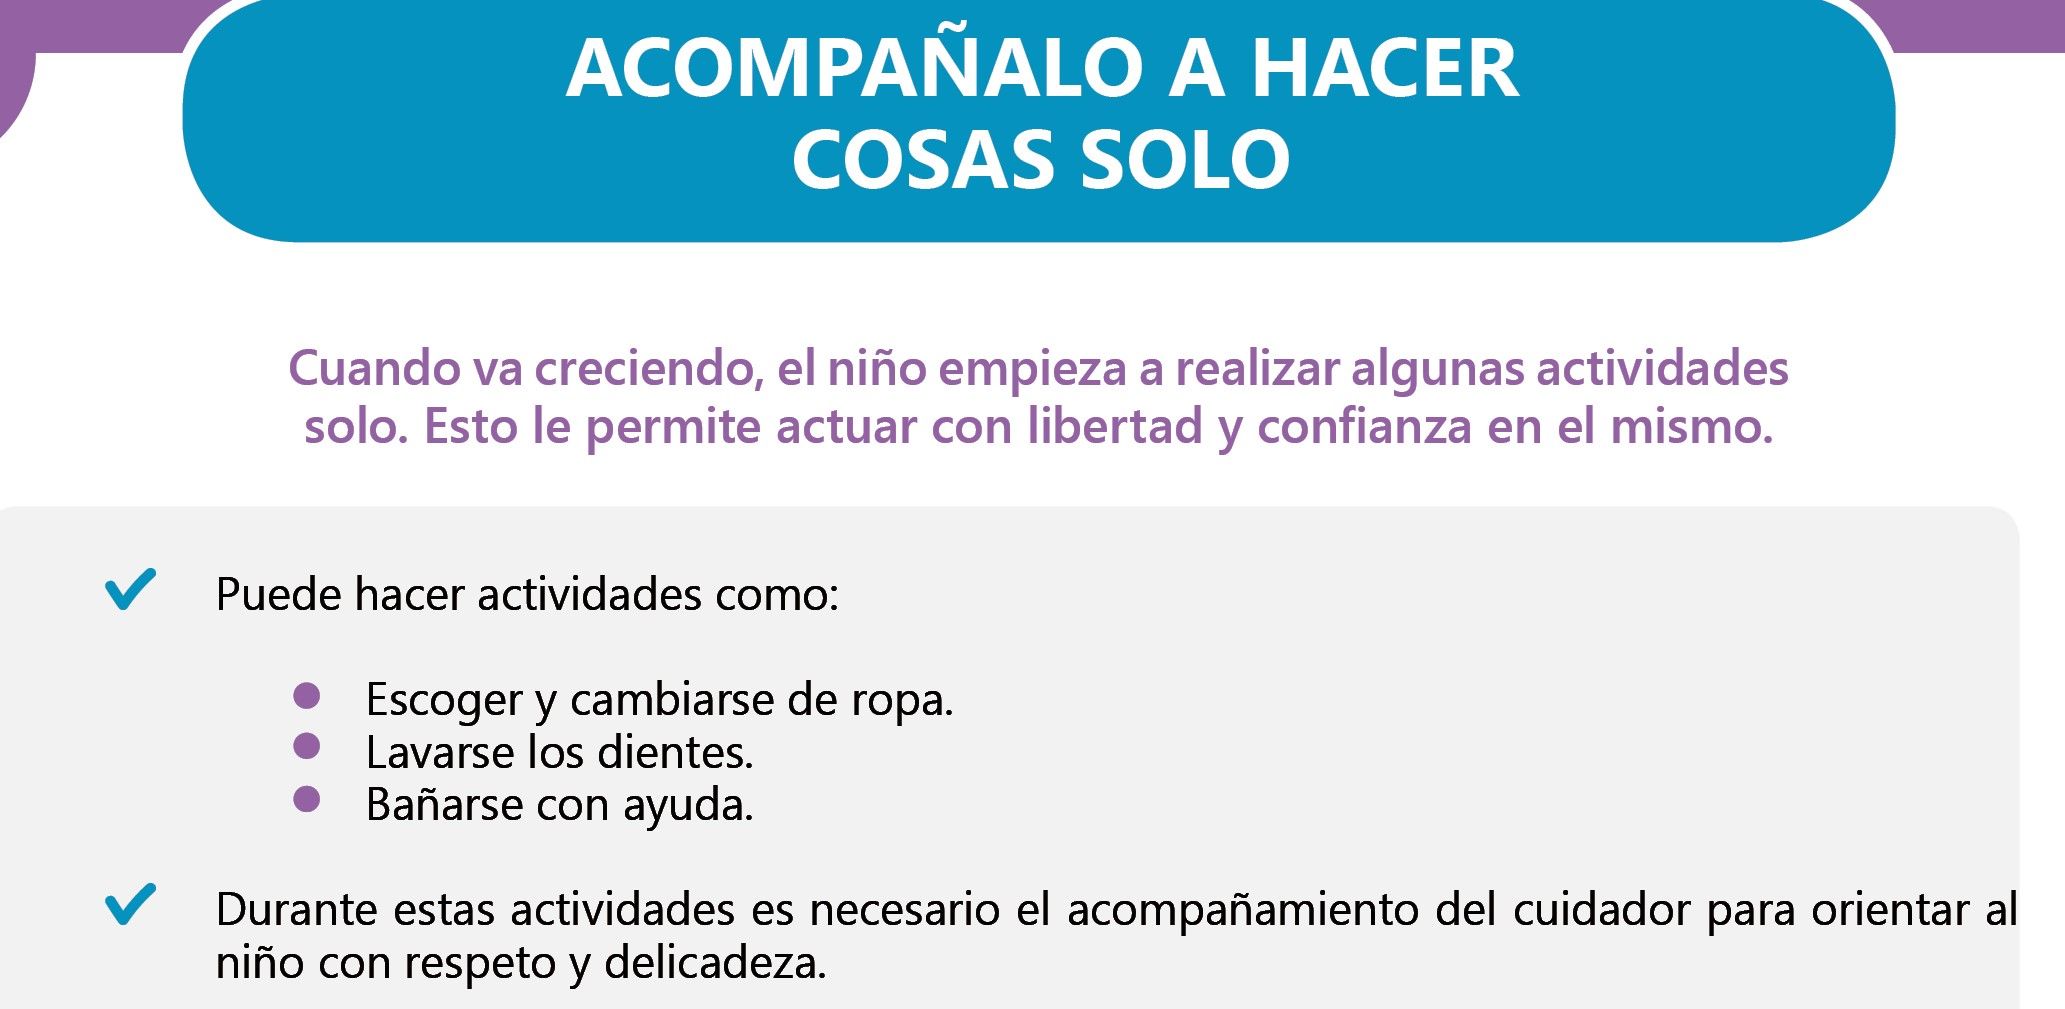 ACOMPAÑALO A HACER
COSAS SOLO
Cuando va creciendo, el niño empieza a realizar algunas actividades
solo. Esto le permite actuar con libertad y confianza en el mismo.
Puede hacer actividades como:
Escoger y cambiarse de ropa.
Lavarse los dientes.
Bañarse con ayuda.
Durante estas actividades es necesario el acompañamiento del cuidador para orientar al
niño con respeto y delicadeza.